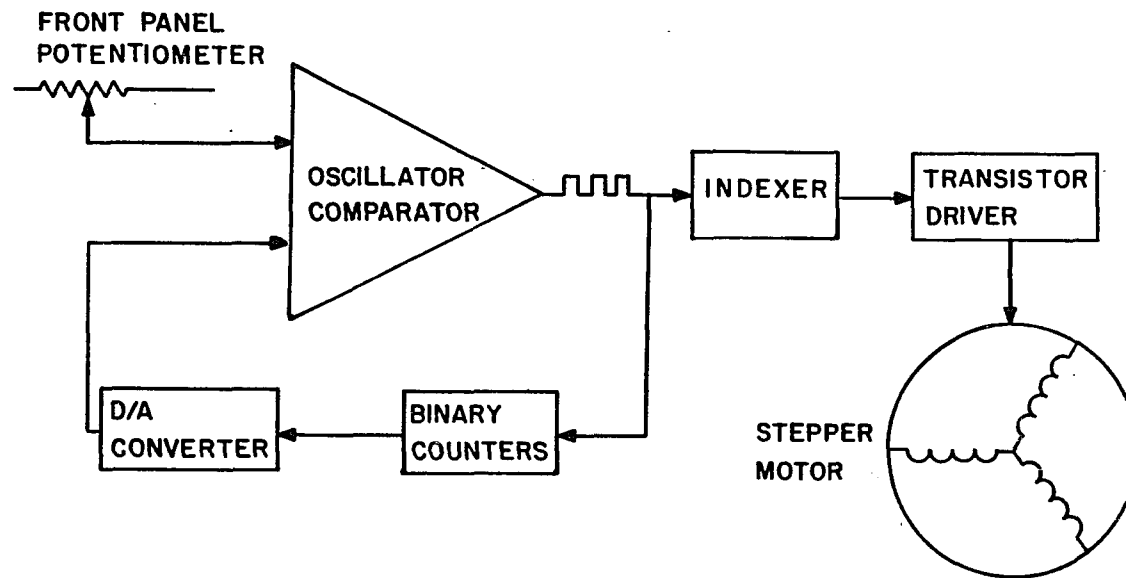 FRONT PANEL
POTENTIOMETER
OSCILLATOR
COMPARATOR
INDEXER
TRANSISTOR
DRIVER
D/A
CONVERTER
BINARY
COUNTERS
STEPPER
MOTOR